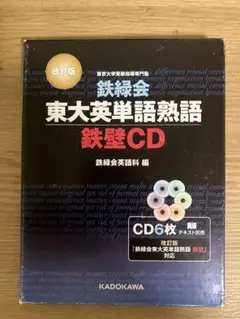 改訂版
東京大学受験指導専門塾
鉄緑会
東大英単語熟語
鉄壁CD
鉄緑会英語科 編
CD6枚
テキスト別売
改訂版
『鉄緑会東大英単語熟語 鉄壁』
対応
KADOKAWA